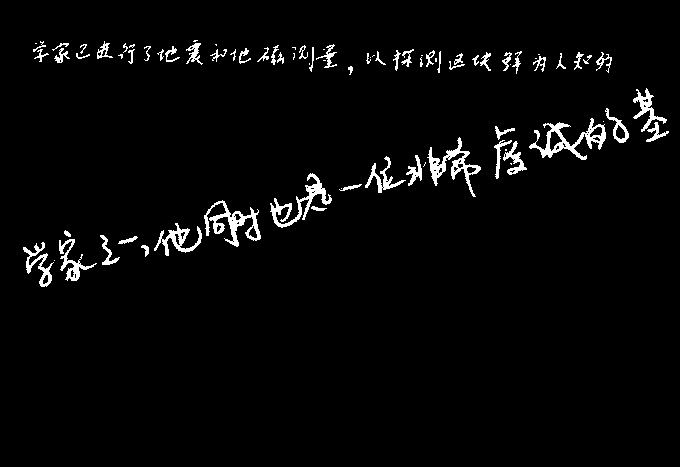 学家已进行了地震和地磁测量，以探测这块鲜为人知的
学家之一，他同时也是一位非常虔诚的基